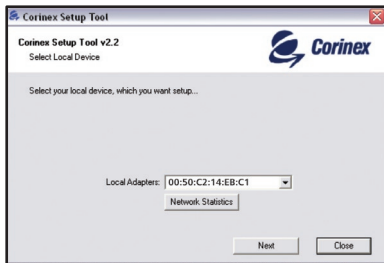 Corinex Setup Tool
Corinex Setup Tool v2.2
Select Local Device
Corinex
Select your local device, which you want setup...
Local Adapters: 00:50:C2:14:EB:C1
Network Statistics
Next Close